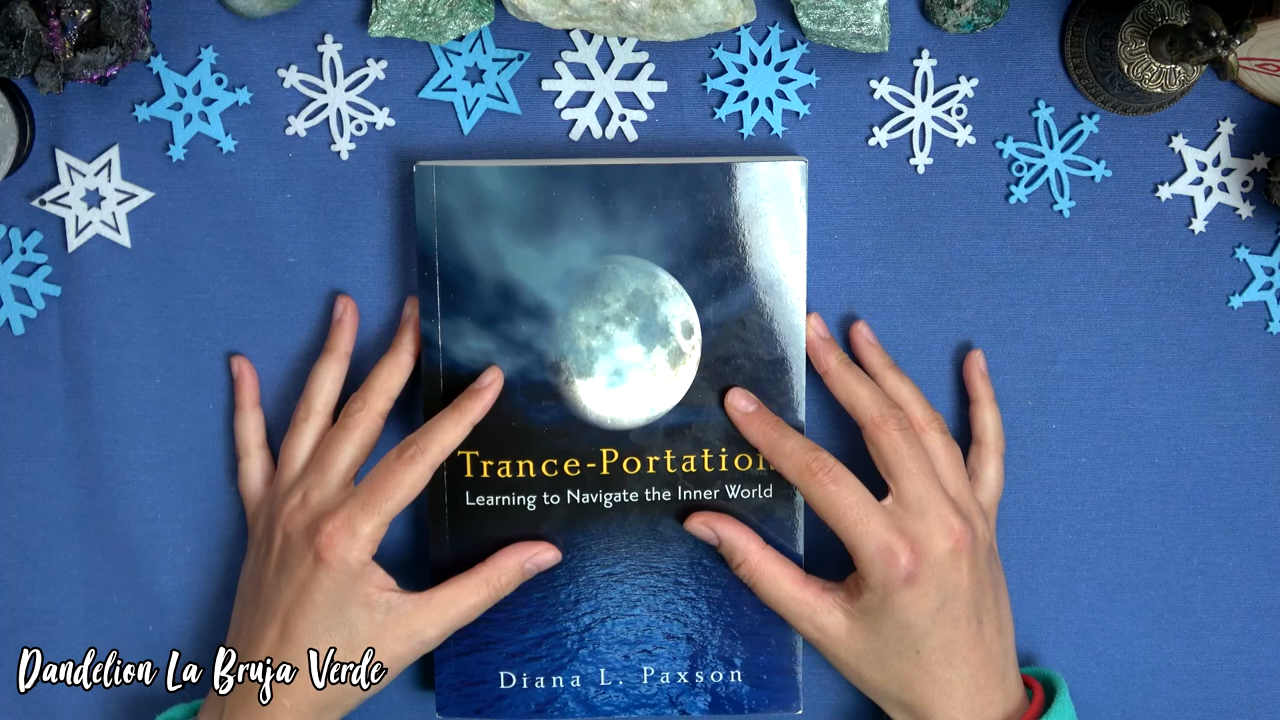 Trance-Portation
Learning to Navigate the Inner World
Diana L. Paxson
Dandelion La Bruja Verde